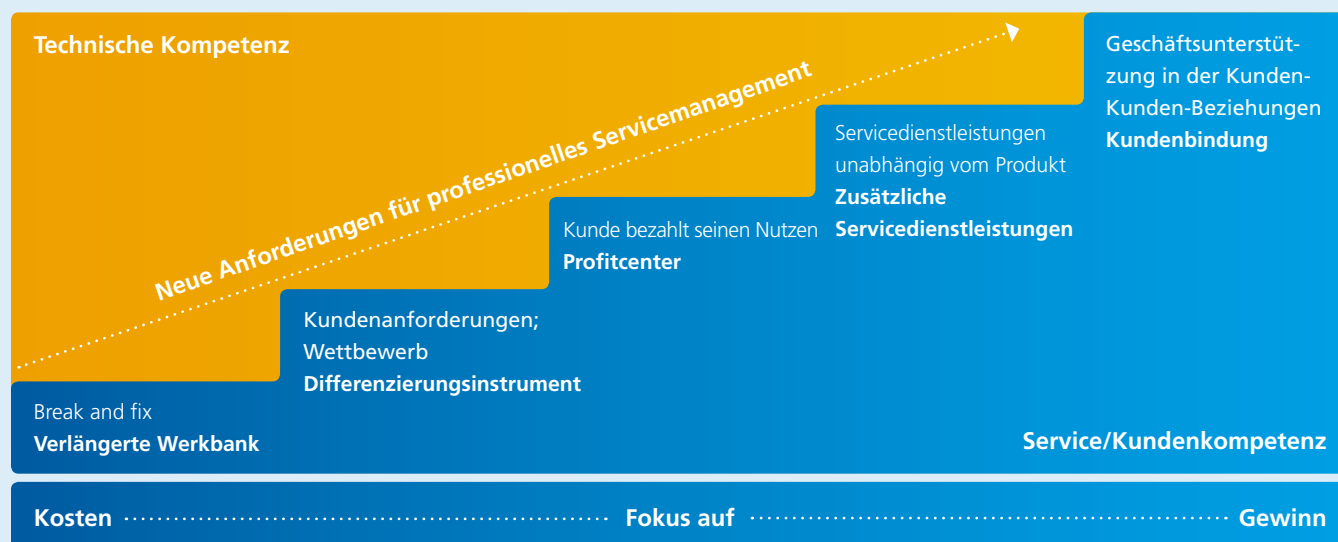 Technische Kompetenz
Neue Anforderungen für professionelles Servicemanagement
Geschäftsunterstüt-
zung in der Kunden-
Kunden-Beziehungen
Kundenbindung
Servicedienstleistungen
unabhängig vom Produkt
Zusätzliche
Servicedienstleistungen
Kunde bezahlt seinen Nutzen
Profitcenter
Kundenanforderungen;
Wettbewerb
Differenzierungsinstrument
Break and fix
Verlängerte Werkbank
Service/Kundenkompetenz
Kosten Fokus auf Gewinn